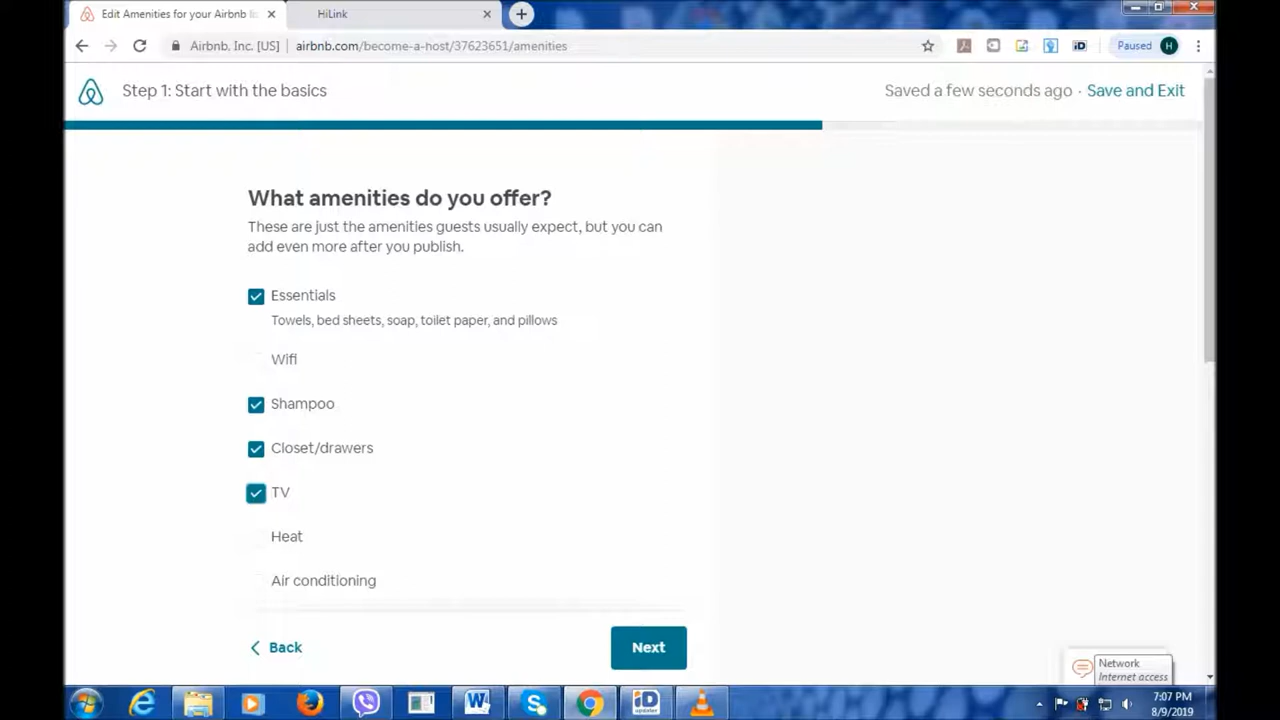 Edit Amenities for your Airbnb li
HiLink
Airbnb, Inc. [US]
airbnb.com/become-a-host/37623651/amenities
Paused
H
Step 1: Start with the basics
Saved a few seconds ago · Save and Exit
What amenities do you offer?
These are just the amenities guests usually expect, but you can
add even more after you publish.
Essentials
Towels, bed sheets, soap, toilet paper, and pillows
Wifi
Shampoo
Closet/drawers
TV
Heat
Air conditioning
Back
Next
Network
Internet access
iD
updater
7:07 PM
8/9/2019